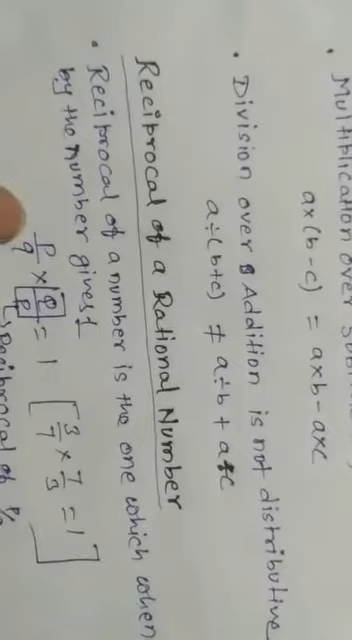 • Multiplication over
a×(b-c) = a×b-a×c
• Division over Addition is not distributive
a÷(b+c) ≠ a÷b + a÷c
Reciprocal of a Rational Number
• Reciprocal of a number is the one which when
by the number gives 1
p/q × q/p = 1 [3/7 × 7/3 = 1]
Reciprocal of p/q